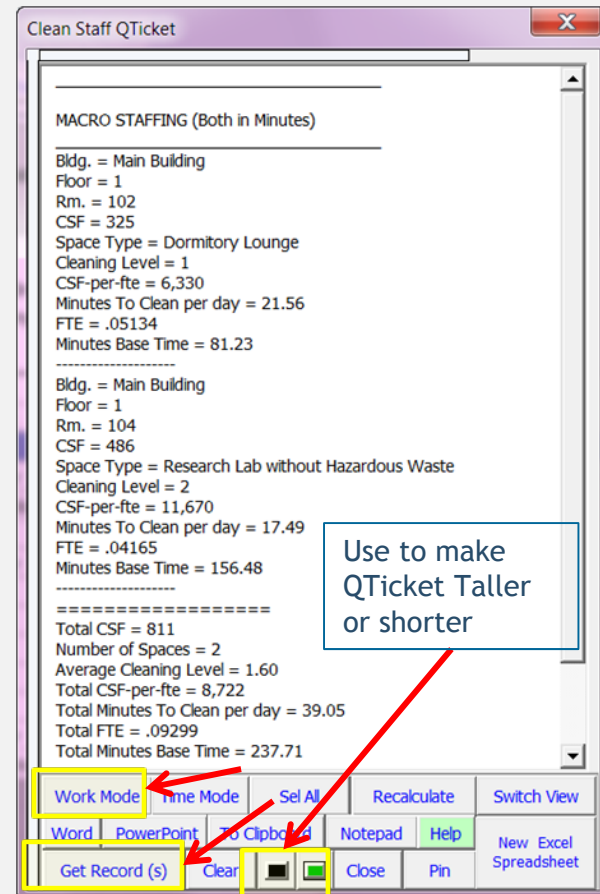 Clean Staff QTicket
MACRO STAFFING (Both in Minutes)
Bldg. = Main Building
Floor = 1
Rm. = 102
CSF = 325
Space Type = Dormitory Lounge
Cleaning Level = 1
CSF-per-fte = 6,330
Minutes To Clean per day = 21.56
FTE = .05134
Minutes Base Time = 81.23
--------------------
Bldg. = Main Building
Floor = 1
Rm. = 104
CSF = 486
Space Type = Research Lab without Hazardous Waste
Cleaning Level = 2
CSF-per-fte = 11,670
Minutes To Clean per day = 17.49
FTE = .04165
Minutes Base Time = 156.48
--------------------
==================
Total CSF = 811
Number of Spaces = 2
Average Cleaning Level = 1.60
Total CSF-per-fte = 8,722
Total Minutes To Clean per day = 39.05
Total FTE = .09299
Total Minutes Base Time = 237.71
Use to make
QTicket Taller
or shorter
Work Mode Time Mode Sel All Recalculate Switch View
Word PowerPoint To Clipboard Notepad Help
New Excel
Spreadsheet
Get Record (s) Clear Close Pin